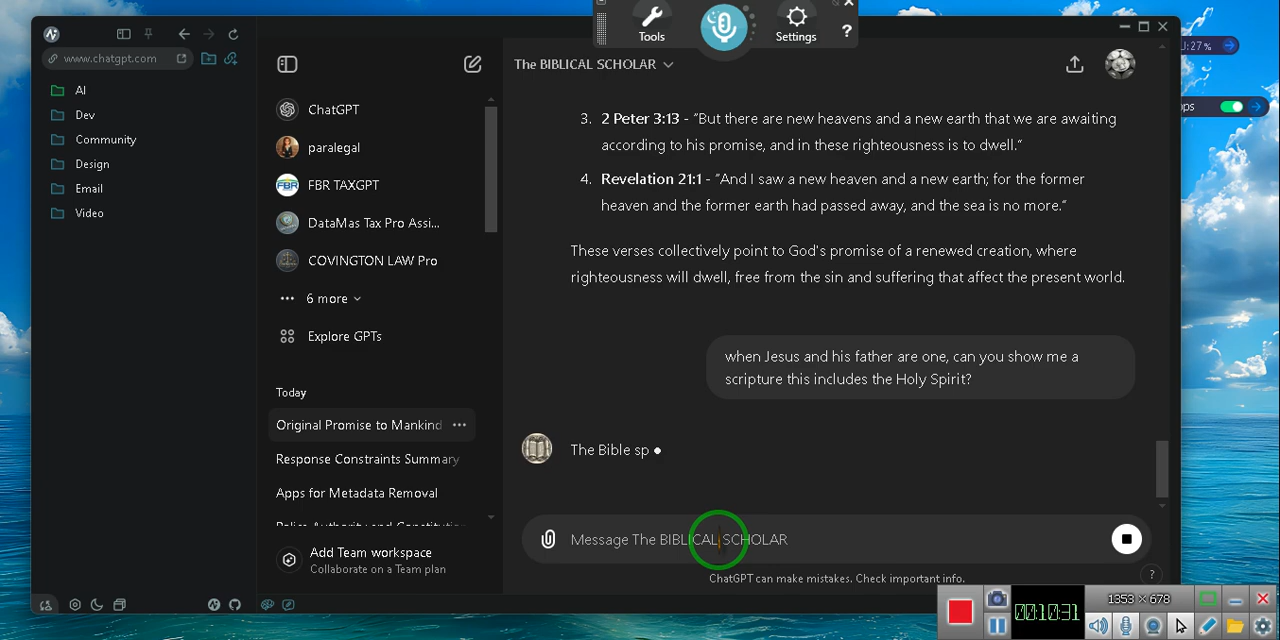 Tools
Settings
?
www.chatgpt.com
AI
Dev
Community
Design
Email
Video
ChatGPT
paralegal
FBR TAXGPT
DataMas Tax Pro Assi...
COVINGTON LAW Pro
6 more
Explore GPTs
Today
Original Promise to Mankind
Response Constraints Summary
Apps for Metadata Removal
Add Team workspace
Collaborate on a Team plan
The BIBLICAL SCHOLAR
3. 2 Peter 3:13 - “But there are new heavens and a new earth that we are awaiting
according to his promise, and in these righteousness is to dwell.”
4. Revelation 21:1 - “And I saw a new heaven and a new earth; for the former
heaven and the former earth had passed away, and the sea is no more.”
These verses collectively point to God's promise of a renewed creation, where
righteousness will dwell, free from the sin and suffering that affect the present world.
when Jesus and his father are one, can you show me a
scripture this includes the Holy Spirit?
The Bible sp
Message The BIBLICAL SCHOLAR
ChatGPT can make mistakes. Check important info.
?
U:27%
ops
00:10:31
1353 × 678